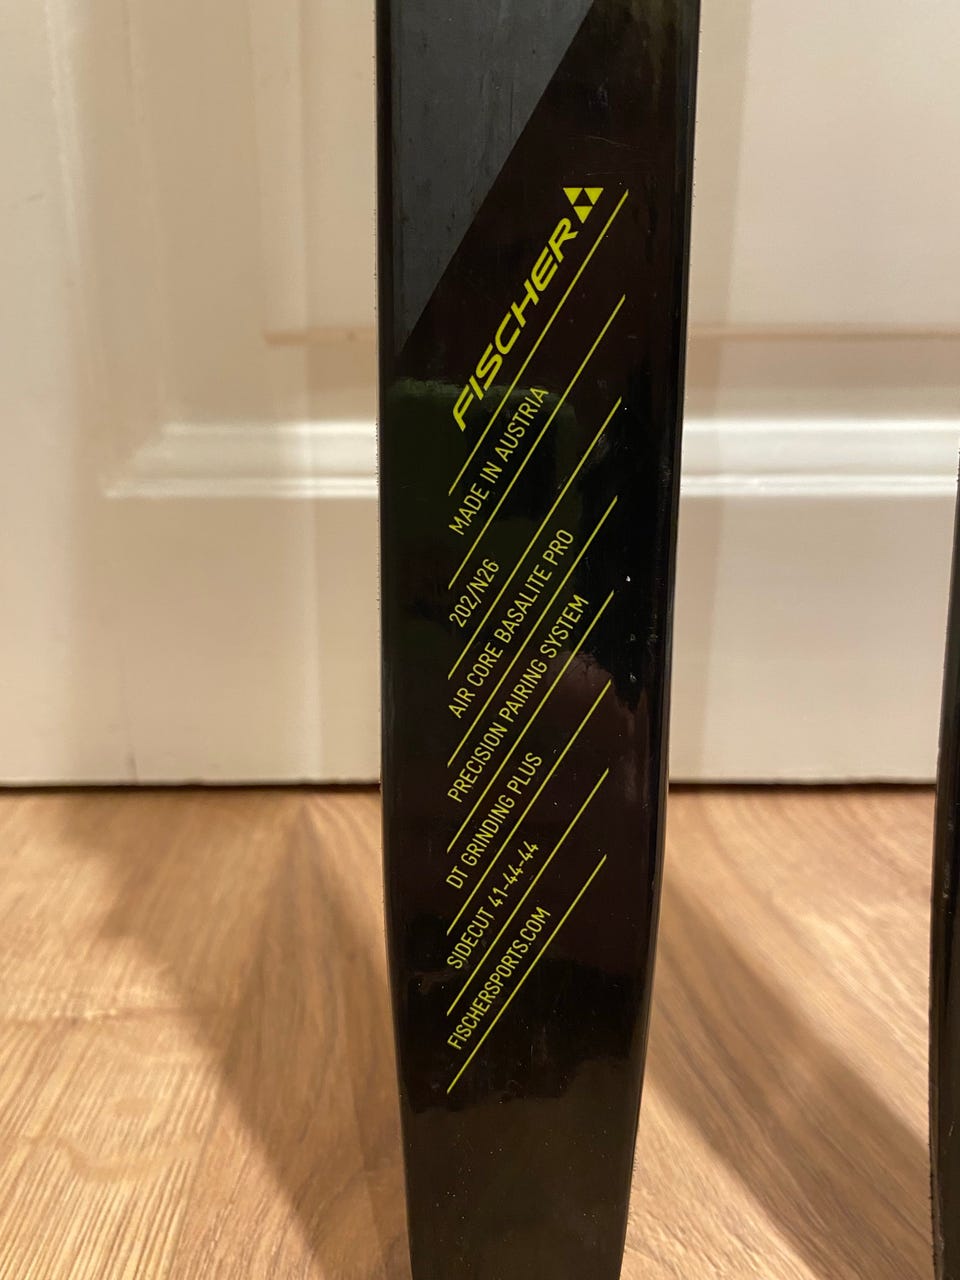 FISCHER
MADE IN AUSTRIA
202/N26
AIR CORE BASALITE PRO
PRECISION PAIRING SYSTEM
DT GRINDING PLUS
SIDECUT 41-44-44
FISCHERSPORTS.COM